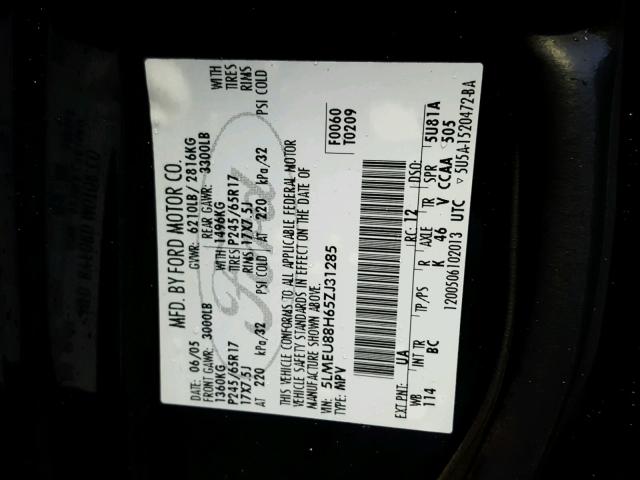 MFD. BY FORD MOTOR CO.
DATE: 06/05 GVWR: 6210LB/ 2816KG
FRONT GAWR: 3000LB REAR GAWR: 3300LB
1360KG WITH 1496KG WITH
P245/65R17 TIRES P245/65R17 TIRES
17X7.5J 17X7.5J RIMS
AT 220 kPa/32 PSI COLD AT 220 kPa/32 PSI COLD
THIS VEHICLE CONFORMS TO ALL APPLICABLE FEDERAL MOTOR
VEHICLE SAFETY STANDARDS IN EFFECT ON THE DATE OF
MANUFACTURE SHOWN ABOVE.
VIN: 5LMEU88H65ZJ31285 F0060
TYPE: MPV T0209
Ford
EXT PNT: UA RC: 12 DSO:
WB INT TR TP/PS R AXLE TR SPR 5U81A
114 BC K 46 V CCAA 505
1200506102013 UTC ▽5U5A-1520472-BA